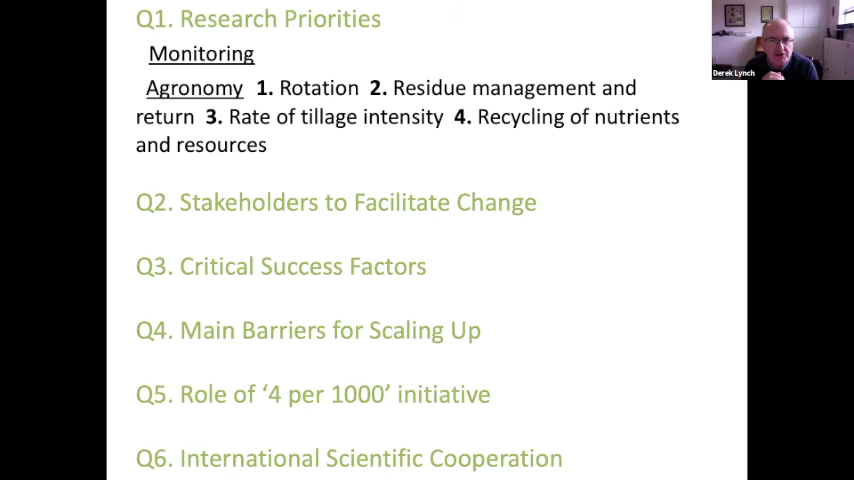 Q1. Research Priorities
Monitoring
Agronomy 1. Rotation 2. Residue management and
return 3. Rate of tillage intensity 4. Recycling of nutrients
and resources
Q2. Stakeholders to Facilitate Change
Q3. Critical Success Factors
Q4. Main Barriers for Scaling Up
Q5. Role of ‘4 per 1000’ initiative
Q6. International Scientific Cooperation
Derek Lynch